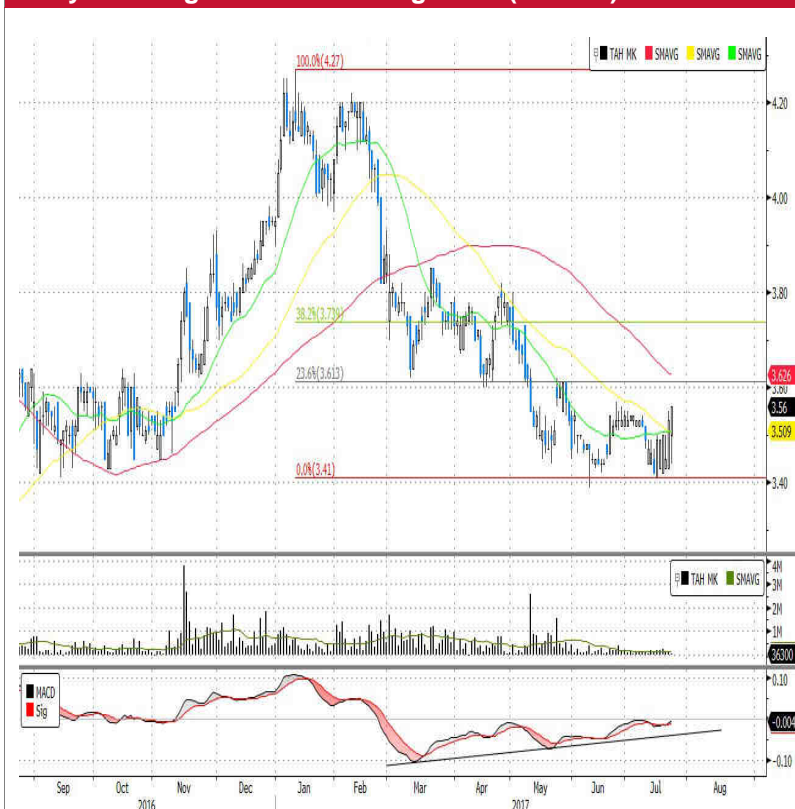 TAH MK SMAVG SMAVG SMAVG
100.0%(4.27)
4.20
4.00
3.80
38.2%(3.739)
3.626
23.6%(3.613)
3.60
3.56
3.509
0.0%(3.41)
3.40
TAH MK SMAVG
4M
3M
2M
1M
36300
MACD
Sig
0.10
-0.004
-0.10
Sep Oct Nov Dec Jan Feb Mar Apr May Jun Jul Aug
2016 2017